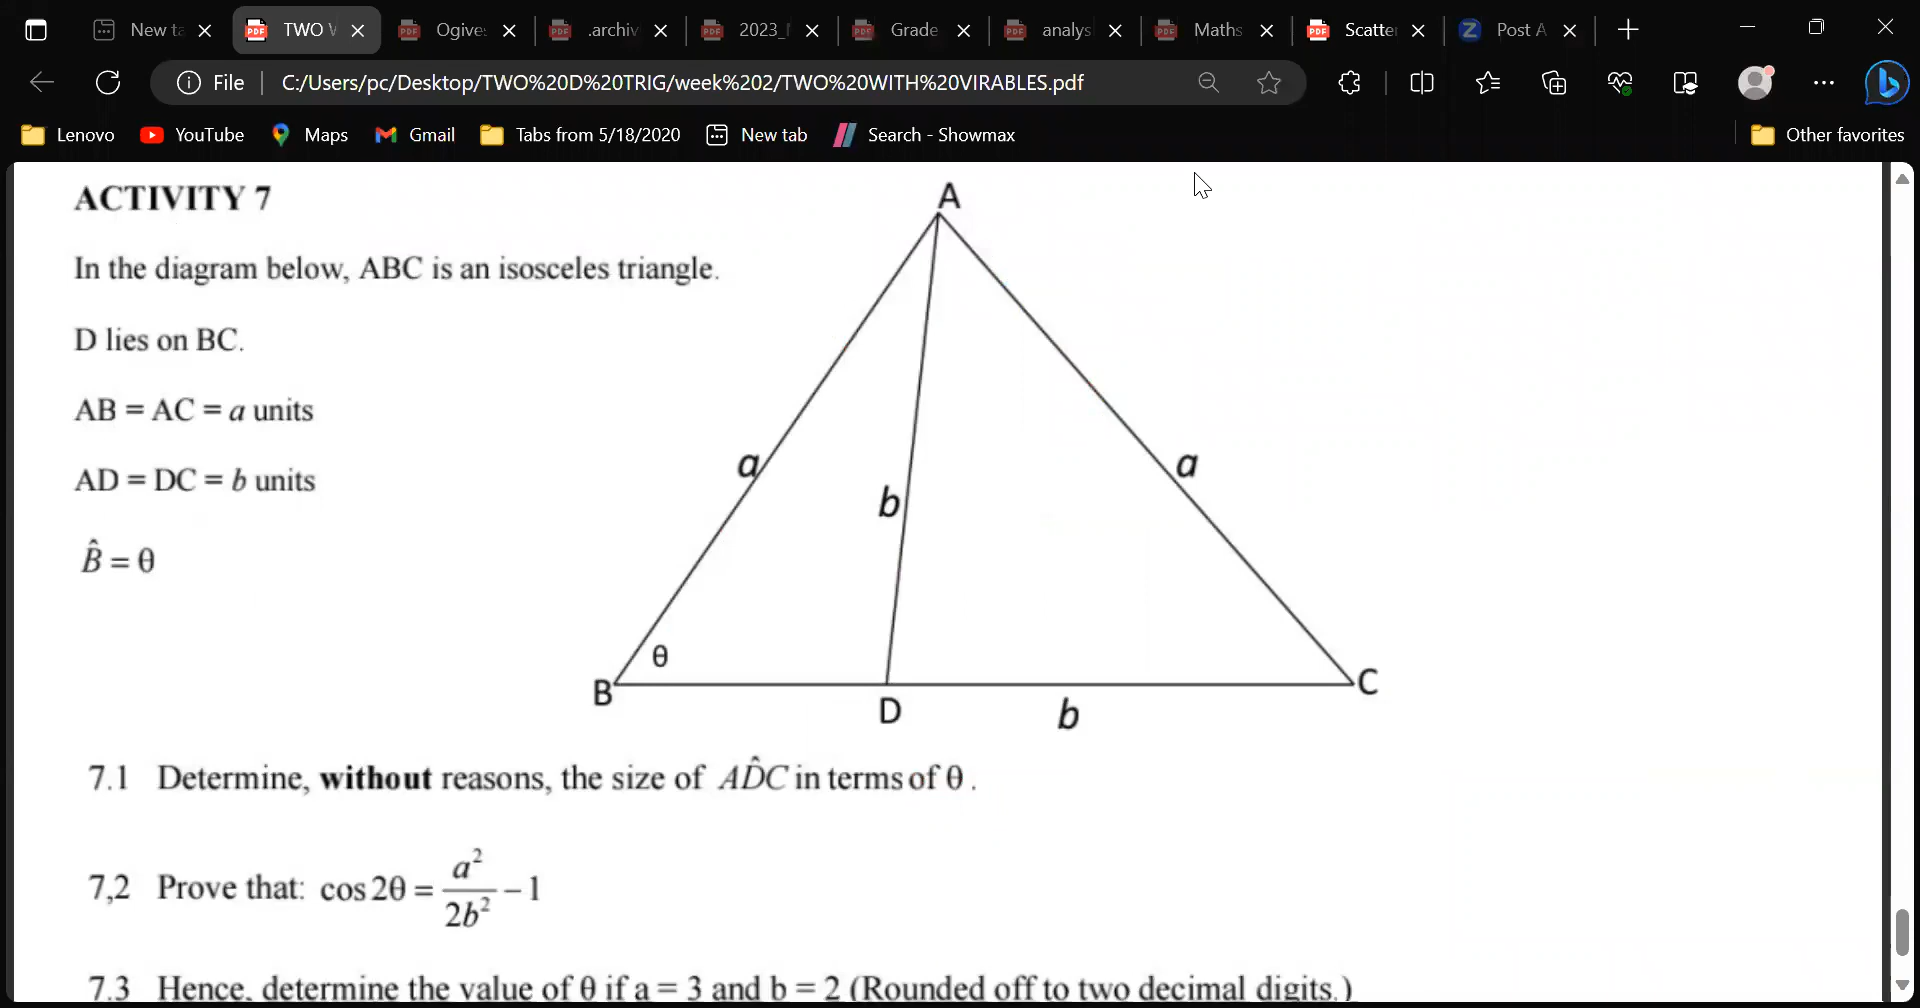 New ta
TWO W
Ogive:
.archiv
2023_
Grade
analys
Maths
Scatte
Post A
File
C:/Users/pc/Desktop/TWO%20D%20TRIG/week%202/TWO%20WITH%20VIRABLES.pdf
Lenovo
YouTube
Maps
Gmail
Tabs from 5/18/2020
New tab
Search - Showmax
Other favorites
ACTIVITY 7
A
In the diagram below, ABC is an isosceles triangle.
D lies on BC.
AB = AC = a units
a
a
AD = DC = b units
b
B̂ = θ
θ
B
C
D
b
7.1 Determine, without reasons, the size of AD̂C in terms of θ .
7,2 Prove that: cos 2θ = a²/2b² – 1
7.3 Hence, determine the value of θ if a = 3 and b = 2 (Rounded off to two decimal digits.)